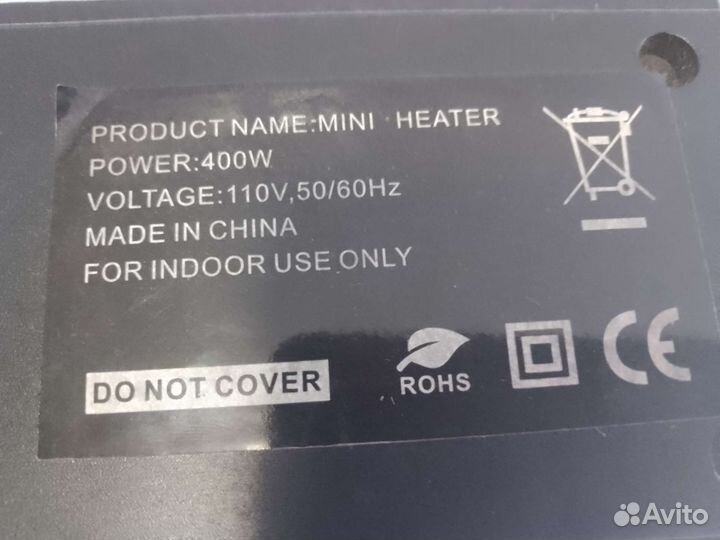 PRODUCT NAME:MINI HEATER
POWER:400W
VOLTAGE:110V,50/60Hz
MADE IN CHINA
FOR INDOOR USE ONLY
DO NOT COVER
ROHS
CE
Avito